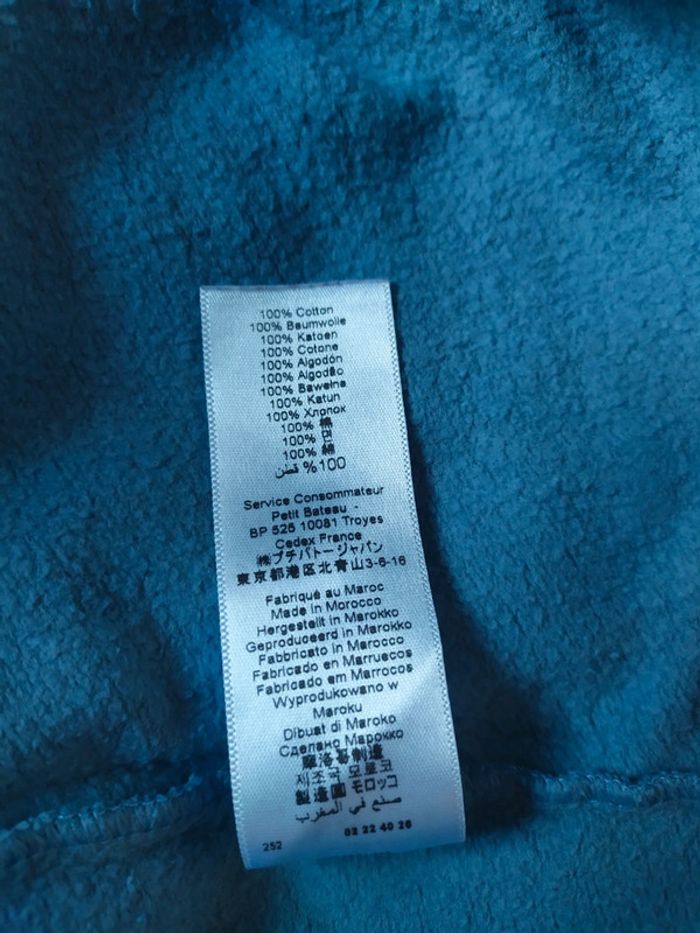 100% Cotton
100% Baumwolle
100% Katoen
100% Cotone
100% Algodón
100% Algodão
100% Bawełna
100% Katun
100% Хлопок
100% 棉
100% 면
100% 綿
100% قطن
Service Consommateur
Petit Bateau -
BP 525 10081 Troyes
Cedex France
㈱プチバトージャパン
東京都港区北青山3-6-16
Fabriqué au Maroc
Made in Morocco
Hergestellt in Marokko
Geproduceerd in Marokko
Fabbricato in Marocco
Fabricado en Marruecos
Fabricado em Marrocos
Wyprodukowano w
Maroku
Dibuat di Maroko
Сделано Марокко
摩洛哥制造
제조국 모로코
製造国 モロッコ
صنع في المغرب
02 22 40 26
252